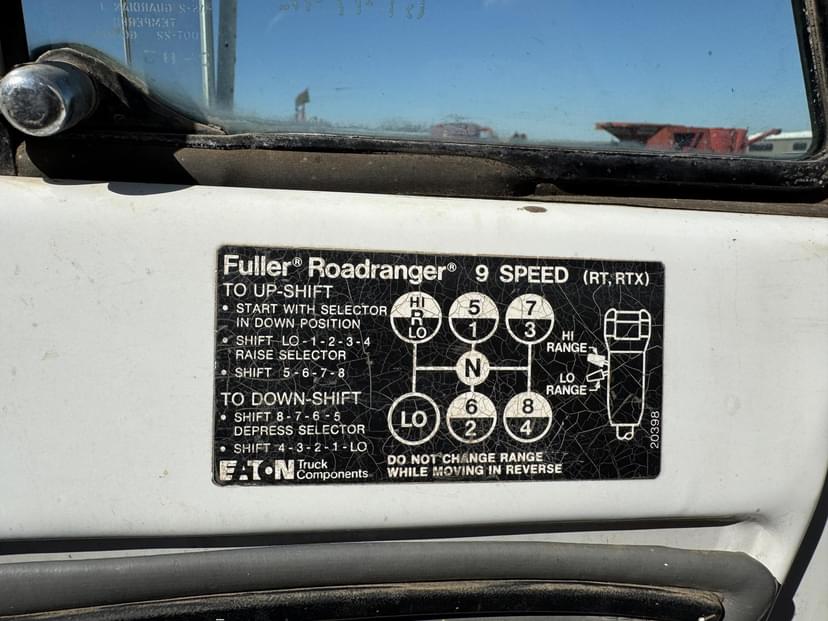 Fuller® Roadranger® 9 SPEED (RT, RTX)
TO UP-SHIFT
• START WITH SELECTOR
IN DOWN POSITION
• SHIFT LO-1-2-3-4
RAISE SELECTOR
• SHIFT 5-6-7-8
TO DOWN-SHIFT
• SHIFT 8-7-6-5
DEPRESS SELECTOR
• SHIFT 4-3-2-1-LO
EATON Truck
Components
HI
R
LO
5
1
7
3
N
LO
6
2
8
4
DO NOT CHANGE RANGE
WHILE MOVING IN REVERSE
HI
RANGE
LO
RANGE
20398